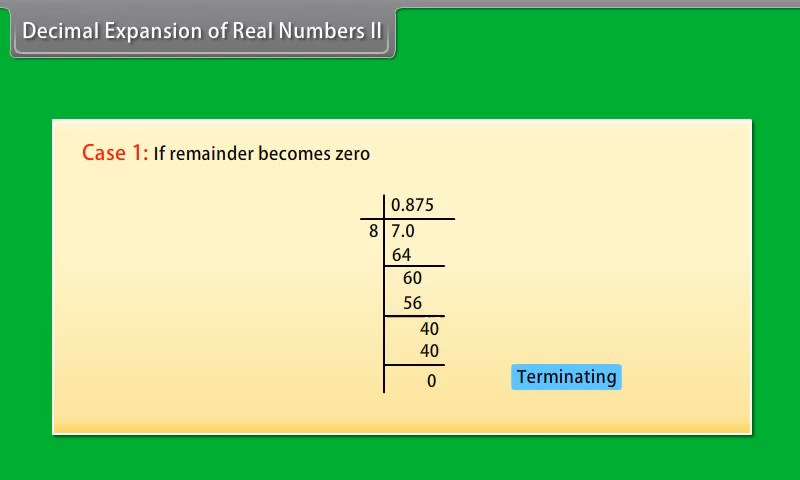 Decimal Expansion of Real Numbers II
Case 1: If remainder becomes zero
0.875
8 7.0
64
60
56
40
40
0
Terminating